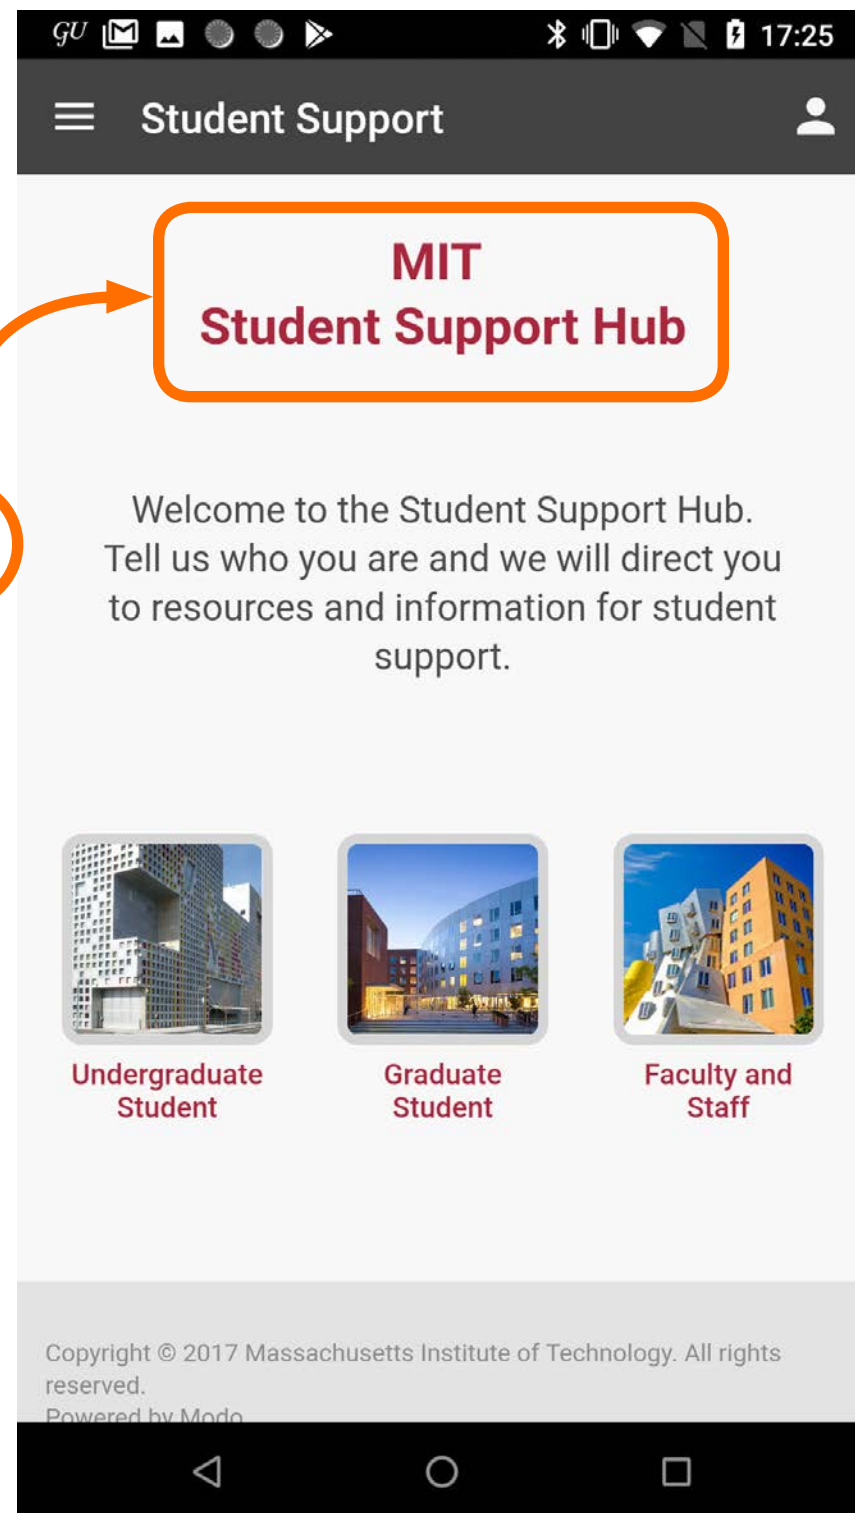 GU 17:25
Student Support
MIT
Student Support Hub
Welcome to the Student Support Hub.
Tell us who you are and we will direct you
to resources and information for student
support.
Undergraduate
Student
Graduate
Student
Faculty and
Staff
Copyright © 2017 Massachusetts Institute of Technology. All rights
reserved.
Powered by Modo